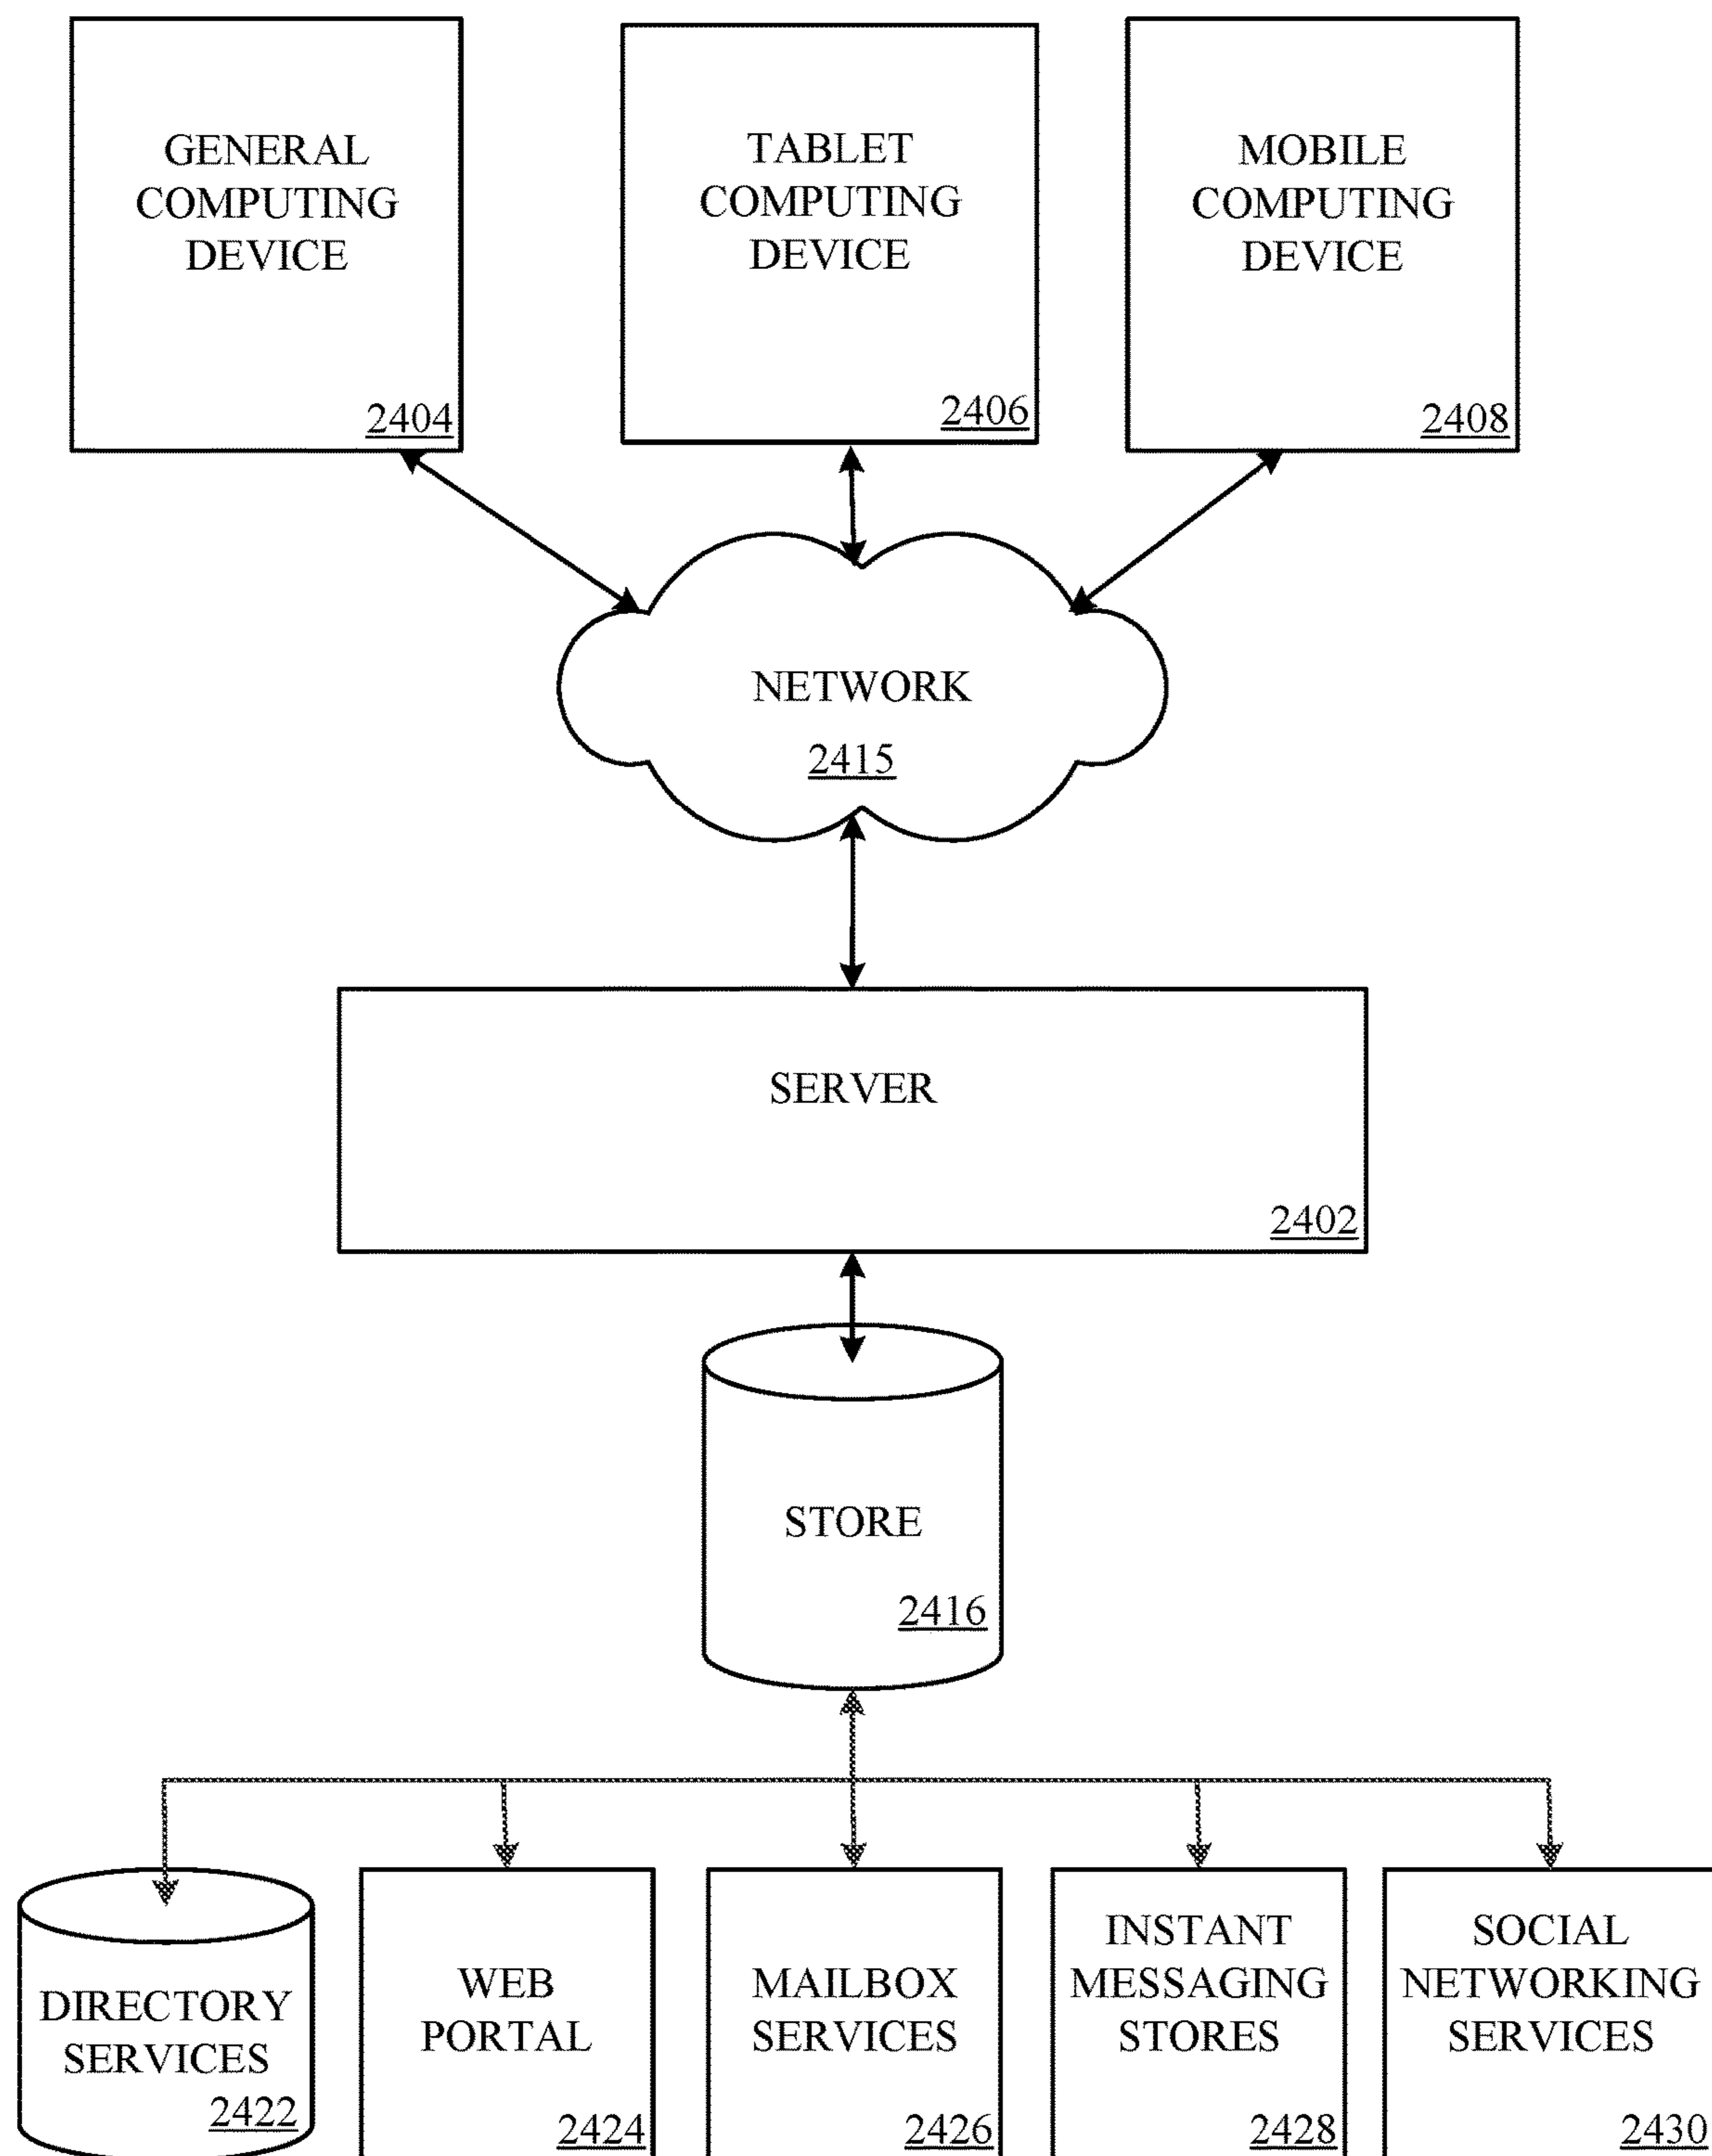 GENERAL
COMPUTING
DEVICE
2404
TABLET
COMPUTING
DEVICE
2406
MOBILE
COMPUTING
DEVICE
2408
NETWORK
2415
SERVER
2402
STORE
2416
DIRECTORY
SERVICES
2422
WEB
PORTAL
2424
MAILBOX
SERVICES
2426
INSTANT
MESSAGING
STORES
2428
SOCIAL
NETWORKING
SERVICES
2430